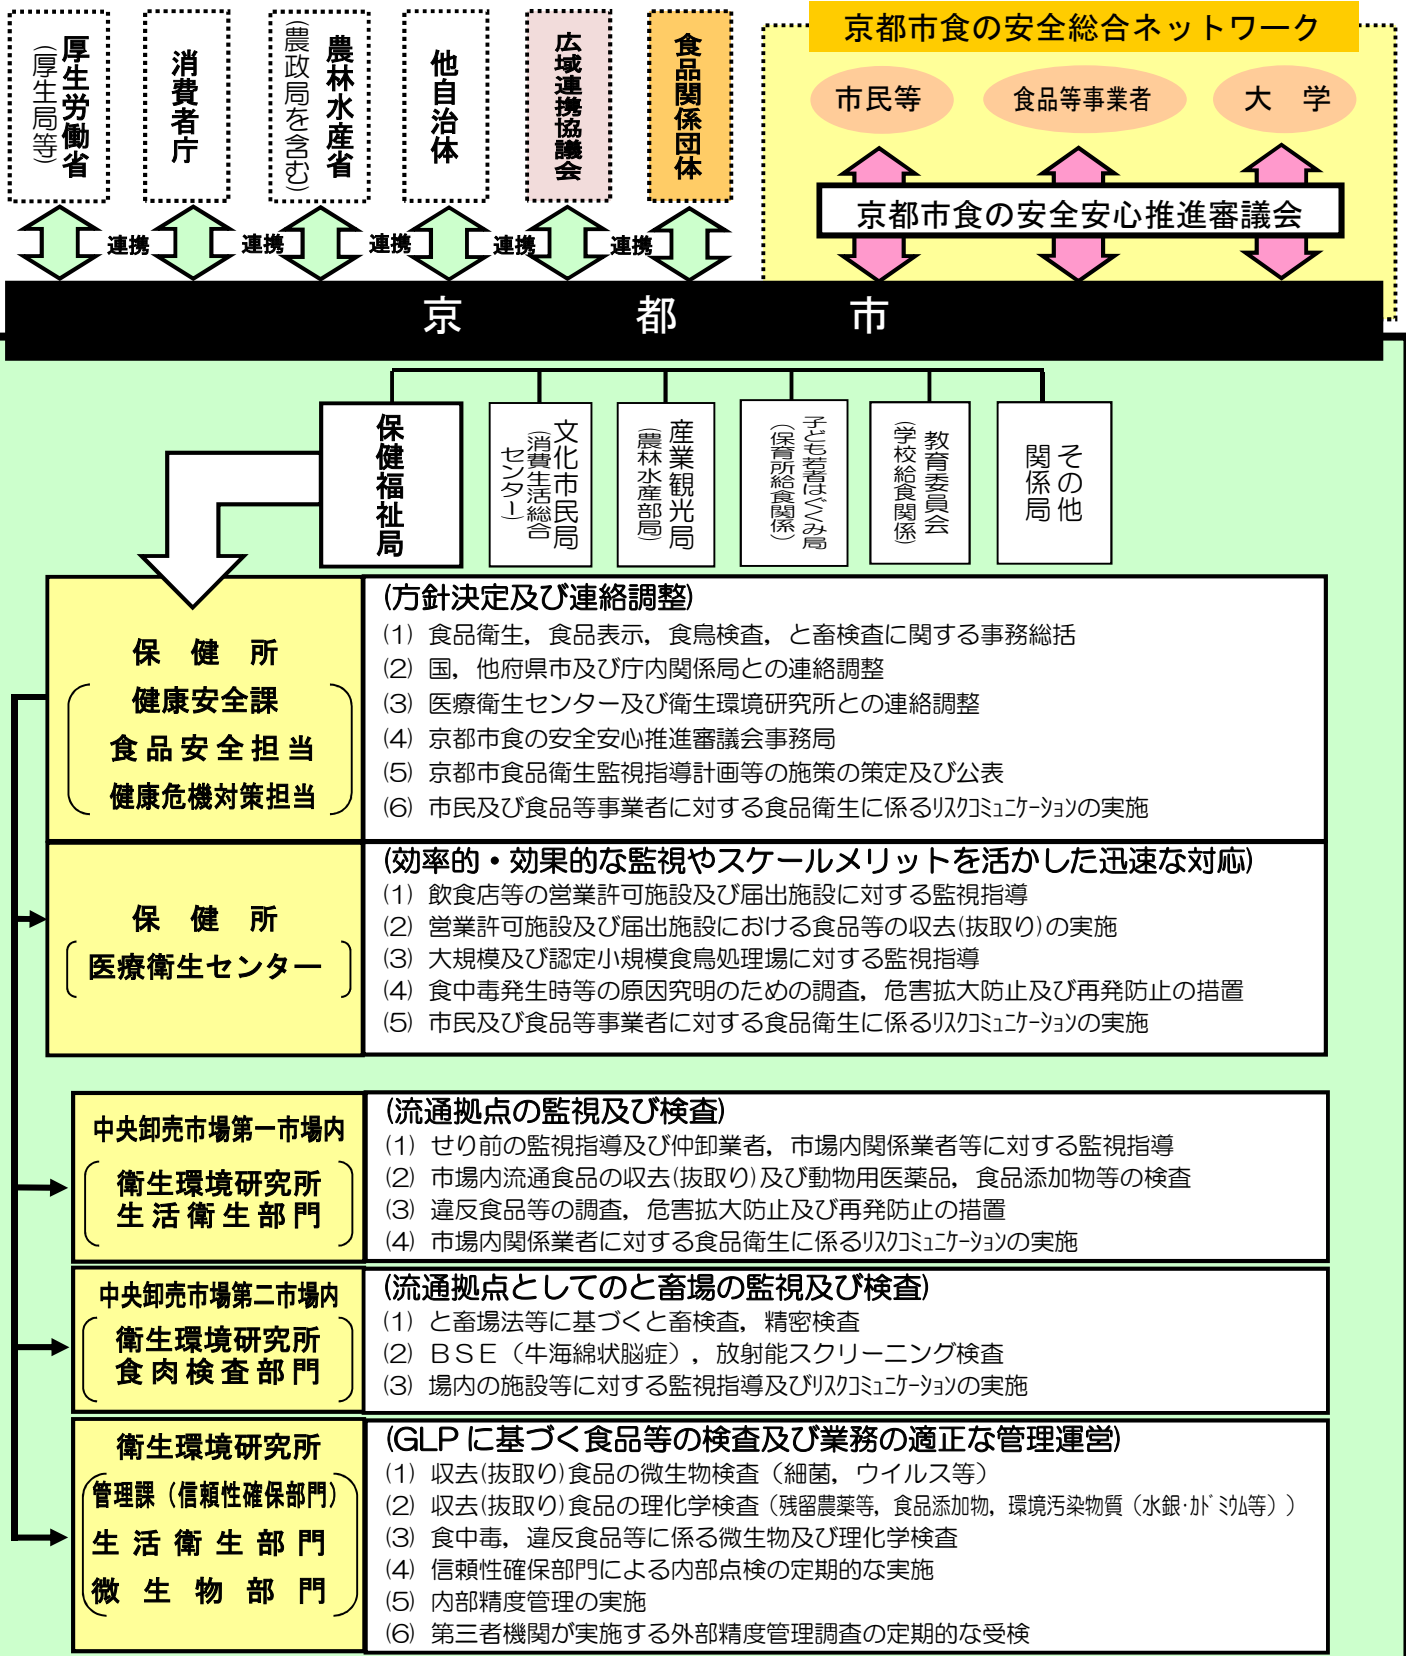 厚生労働省
（厚生局等）
消費者庁
農林水産省
（農政局を含む）
他自治体
広域連携協議会
食品関係団体
京都市食の安全総合ネットワーク
市民等
食品等事業者
大　学
京都市食の安全安心推進審議会
連携
連携
連携
連携
連携
京　都　市
保健福祉局
文化市民局
（消費生活総合
センター）
産業観光局
（農林水産部局）
子ども若者はぐくみ局
（保育所給食関係）
教育委員会
（学校給食関係）
その他
関係局
保　健　所
健康安全課
食品安全担当
健康危機対策担当
(方針決定及び連絡調整)
(1) 食品衛生，食品表示，食鳥検査，と畜検査に関する事務総括
(2) 国，他府県市及び庁内関係局との連絡調整
(3) 医療衛生センター及び衛生環境研究所との連絡調整
(4) 京都市食の安全安心推進審議会事務局
(5) 京都市食品衛生監視指導計画等の施策の策定及び公表
(6) 市民及び食品等事業者に対する食品衛生に係るﾘｽｸｺﾐｭﾆｹｰｼｮﾝの実施
保　健　所
医療衛生センター
(効率的・効果的な監視やスケールメリットを活かした迅速な対応)
(1) 飲食店等の営業許可施設及び届出施設に対する監視指導
(2) 営業許可施設及び届出施設における食品等の収去(抜取り)の実施
(3) 大規模及び認定小規模食鳥処理場に対する監視指導
(4) 食中毒発生時等の原因究明のための調査，危害拡大防止及び再発防止の措置
(5) 市民及び食品等事業者に対する食品衛生に係るﾘｽｸｺﾐｭﾆｹｰｼｮﾝの実施
中央卸売市場第一市場内
衛生環境研究所
生活衛生部門
(流通拠点の監視及び検査)
(1) せり前の監視指導及び仲卸業者，市場内関係業者等に対する監視指導
(2) 市場内流通食品の収去(抜取り)及び動物用医薬品，食品添加物等の検査
(3) 違反食品等の調査，危害拡大防止及び再発防止の措置
(4) 市場内関係業者に対する食品衛生に係るﾘｽｸｺﾐｭﾆｹｰｼｮﾝの実施
中央卸売市場第二市場内
衛生環境研究所
食肉検査部門
(流通拠点としてのと畜場の監視及び検査)
(1) と畜場法等に基づくと畜検査，精密検査
(2) ＢＳＥ（牛海綿状脳症），放射能スクリーニング検査
(3) 場内の施設等に対する監視指導及びﾘｽｸｺﾐｭﾆｹｰｼｮﾝの実施
衛生環境研究所
管理課（信頼性確保部門）
生活衛生部門
微生物部門
(GLPに基づく食品等の検査及び業務の適正な管理運営)
(1) 収去(抜取り)食品の微生物検査（細菌，ウイルス等）
(2) 収去(抜取り)食品の理化学検査（残留農薬等，食品添加物，環境汚染物質（水銀･ｶﾄﾞﾐｳﾑ等））
(3) 食中毒，違反食品等に係る微生物及び理化学検査
(4) 信頼性確保部門による内部点検の定期的な実施
(5) 内部精度管理の実施
(6) 第三者機関が実施する外部精度管理調査の定期的な受検